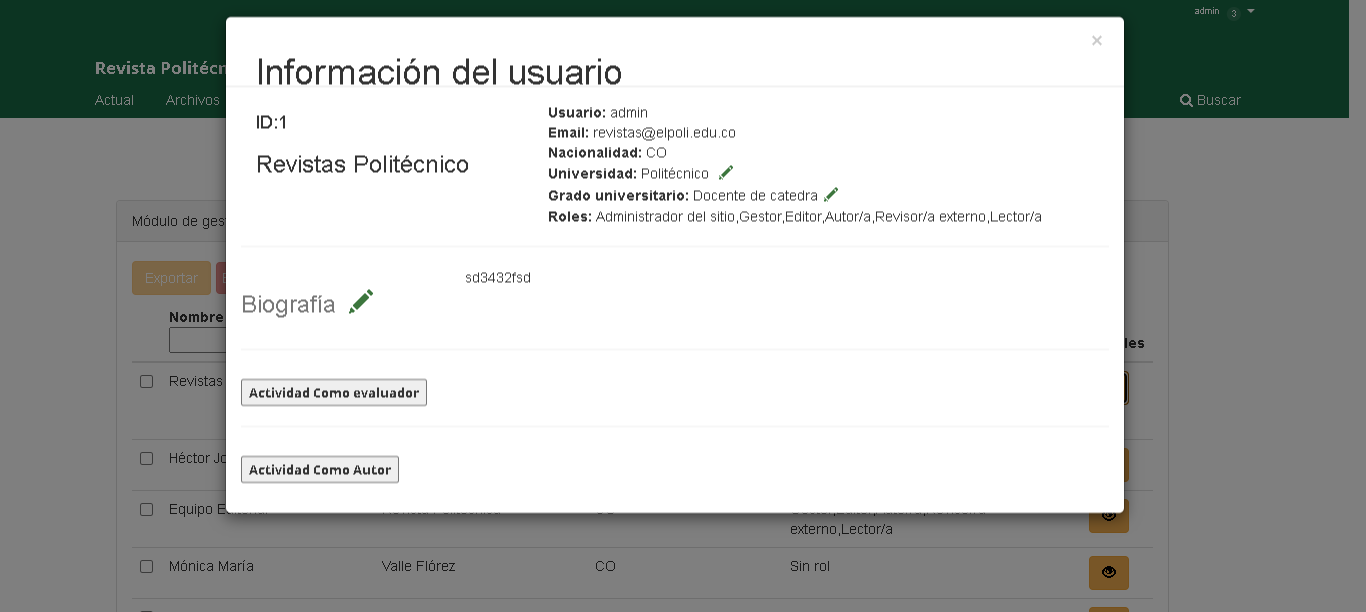 admin 3
Revista Politécn
Actual Archivos
Buscar
×
Información del usuario
ID:1
Revistas Politécnico
Usuario: admin
Email: revistas@elpoli.edu.co
Nacionalidad: CO
Universidad: Politécnico
Grado universitario: Docente de catedra
Roles: Administrador del sitio,Gestor,Editor,Autor/a,Revisor/a externo,Lector/a
Módulo de ges
Exportar
sd3432fsd
Biografía
Nombre
les
Actividad Como evaluador
Revistas
Héctor Jo
Actividad Como Autor
Equipo E
externo,Lector/a
Mónica María Valle Flórez CO Sin rol